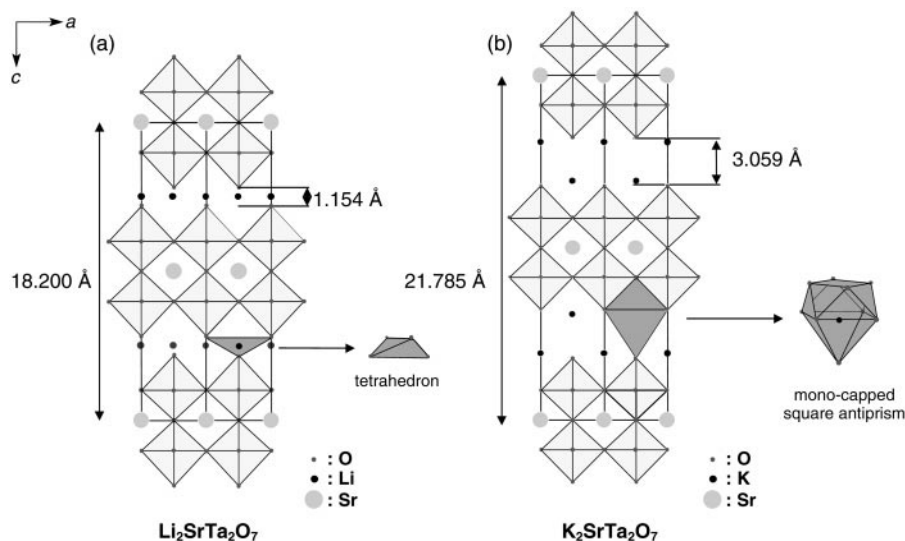 a
c
(a)
18.200 Å
1.154 Å
tetrahedron
: O
: Li
: Sr
Li₂SrTa₂O₇
(b)
3.059 Å
21.785 Å
mono-capped
square antiprism
: O
: K
: Sr
K₂SrTa₂O₇